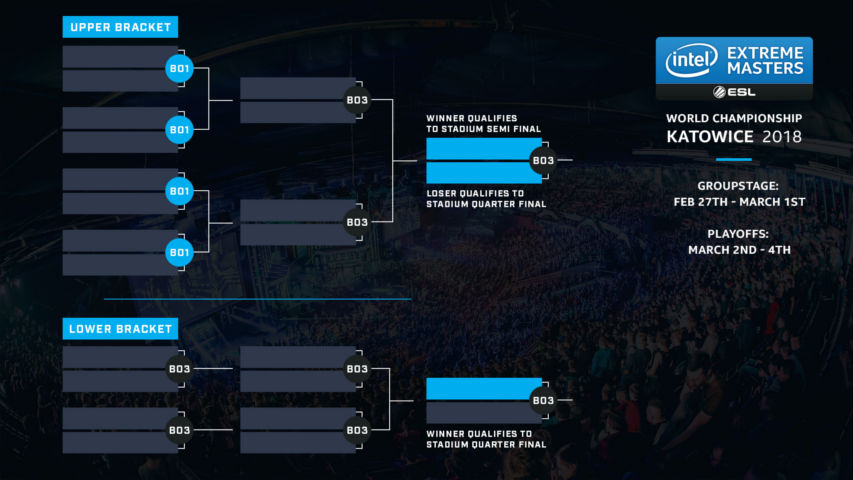 UPPER BRACKET
BO1
BO1
BO1
BO1
BO3
BO3
WINNER QUALIFIES
TO STADIUM SEMI FINAL
BO3
LOSER QUALIFIES TO
STADIUM QUARTER FINAL
LOWER BRACKET
BO3
BO3
BO3
BO3
BO3
WINNER QUALIFIES TO
STADIUM QUARTER FINAL
intel
EXTREME
MASTERS
ESL
WORLD CHAMPIONSHIP
KATOWICE 2018
GROUPSTAGE:
FEB 27TH - MARCH 1ST
PLAYOFFS:
MARCH 2ND - 4TH